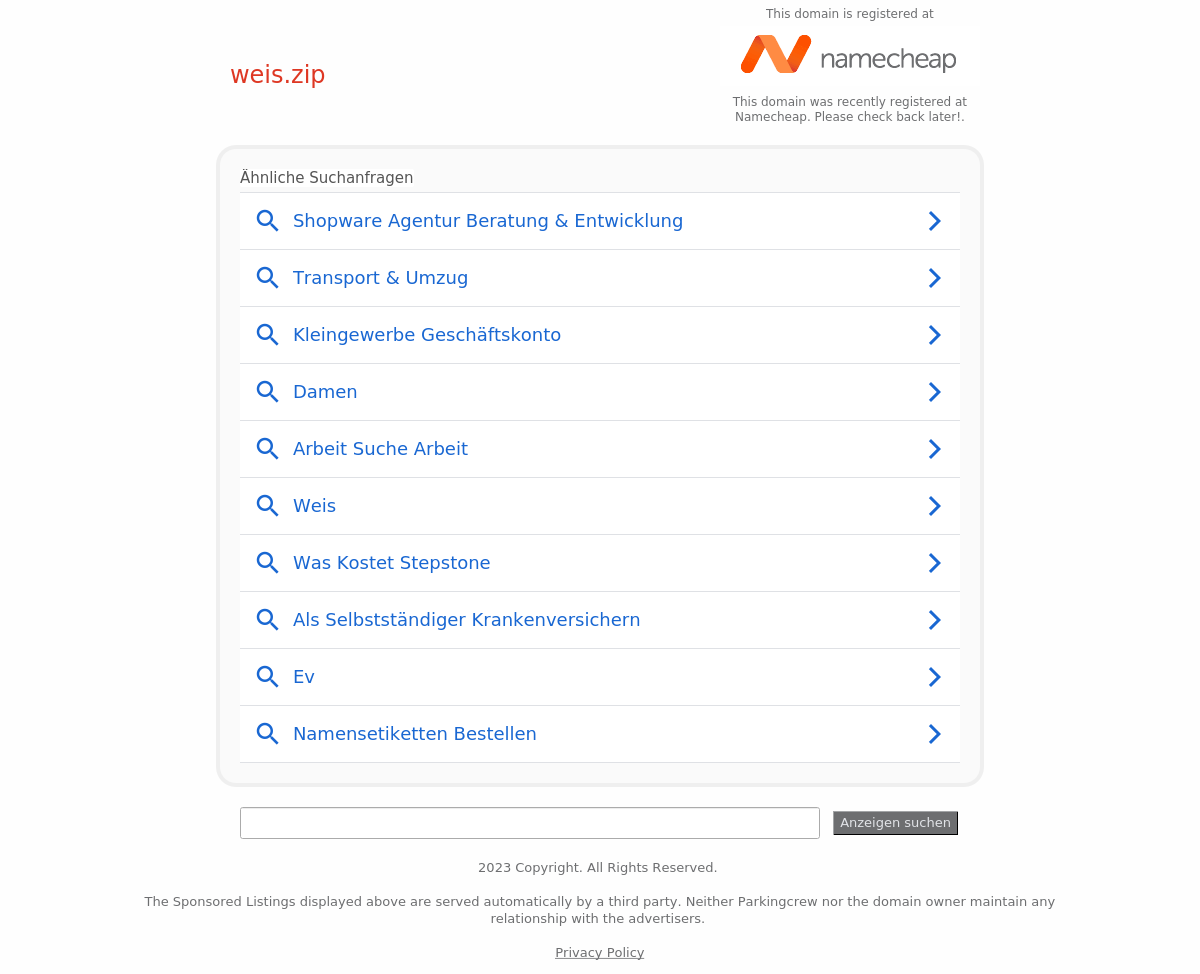 This domain is registered at
namecheap
weis.zip
This domain was recently registered at
Namecheap. Please check back later!.
Ähnliche Suchanfragen
Shopware Agentur Beratung & Entwicklung
Transport & Umzug
Kleingewerbe Geschäftskonto
Damen
Arbeit Suche Arbeit
Weis
Was Kostet Stepstone
Als Selbstständiger Krankenversichern
Ev
Namensetiketten Bestellen
Anzeigen suchen
2023 Copyright. All Rights Reserved.
The Sponsored Listings displayed above are served automatically by a third party. Neither Parkingcrew nor the domain owner maintain any
relationship with the advertisers.
Privacy Policy